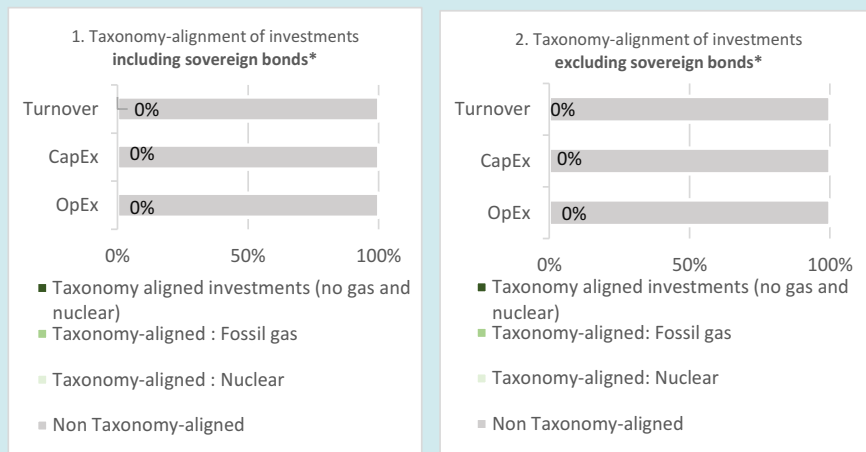 1. Taxonomy-alignment of investments
including sovereign bonds*
Turnover
0%
CapEx
0%
OpEx
0%
0%
50%
100%
Taxonomy aligned investments (no gas and
nuclear)
Taxonomy-aligned : Fossil gas
Taxonomy-aligned : Nuclear
Non Taxonomy-aligned
2. Taxonomy-alignment of investments
excluding sovereign bonds*
Turnover
0%
CapEx
0%
OpEx
0%
0%
50%
100%
Taxonomy aligned investments (no gas and
nuclear)
Taxonomy-aligned: Fossil gas
Taxonomy-aligned: Nuclear
Non Taxonomy-aligned